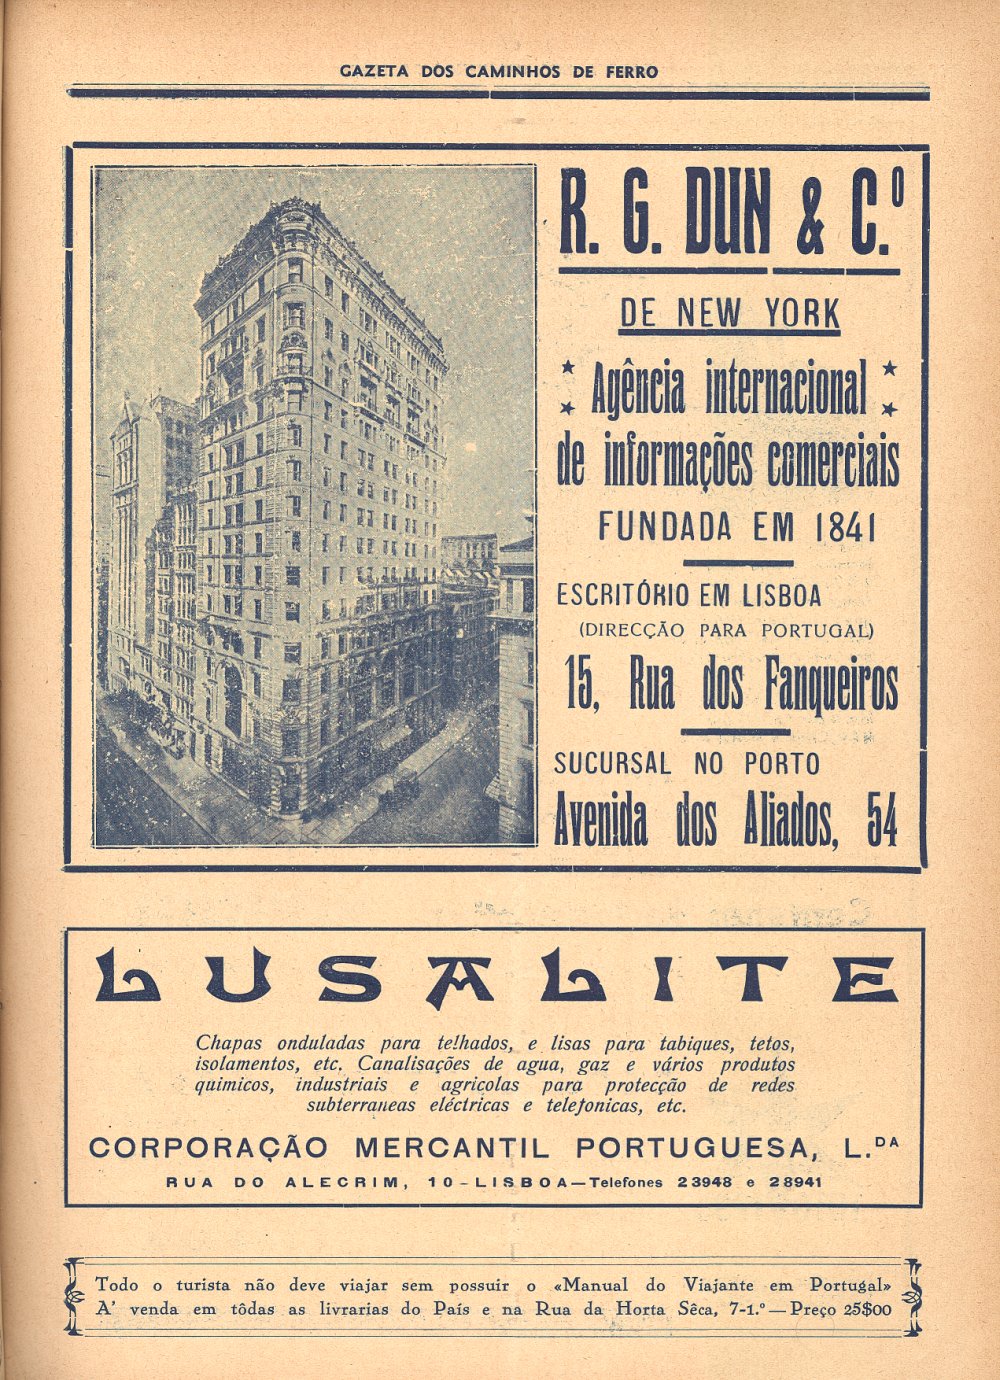 GAZETA DOS CAMINHOS DE FERRO
R. G. DUN & C.º
DE NEW YORK
Agência internacional
de informações comerciais
FUNDADA EM 1841
ESCRITÓRIO EM LISBOA
(DIRECÇÃO PARA PORTUGAL)
15, Rua dos Fanqueiros
SUCURSAL NO PORTO
Avenida dos Aliados, 54
LUSALITE
Chapas onduladas para telhados, e lisas para tabiques, tetos,
isolamentos, etc. Canalisações de agua, gaz e vários produtos
quimicos, industriais e agricolas para protecção de redes
subterraneas eléctricas e telefonicas, etc.
CORPORAÇÃO MERCANTIL PORTUGUESA, L.DA
RUA DO ALECRIM, 10 - LISBOA — Telefones 23948 e 28941
Todo o turista não deve viajar sem possuir o «Manual do Viajante em Portugal»
A' venda em tôdas as livrarias do País e na Rua da Horta Sêca, 7-1.º — Preço 25$00